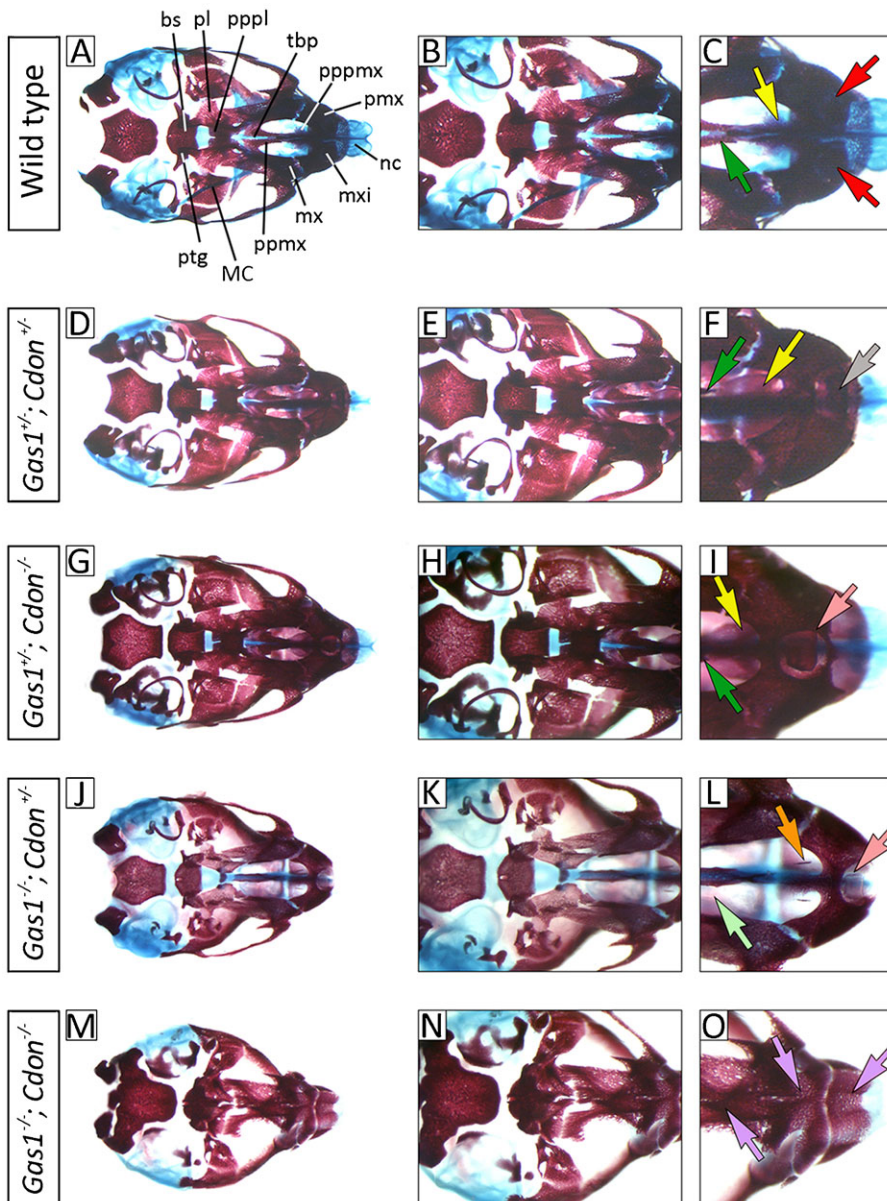 A
bs
pl
pppl
tbp
pppmx
pmx
nc
mxi
mx
ppmx
MC
ptg
B
C
Wild type
D
E
F
Gas1+/-; Cdon+/-
G
H
I
Gas1+/-; Cdon-/-
J
K
L
Gas1-/-; Cdon+/-
M
N
O
Gas1-/-; Cdon-/-